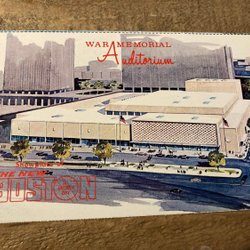 WAR MEMORIAL
Auditorium
THE NEW
BOSTON